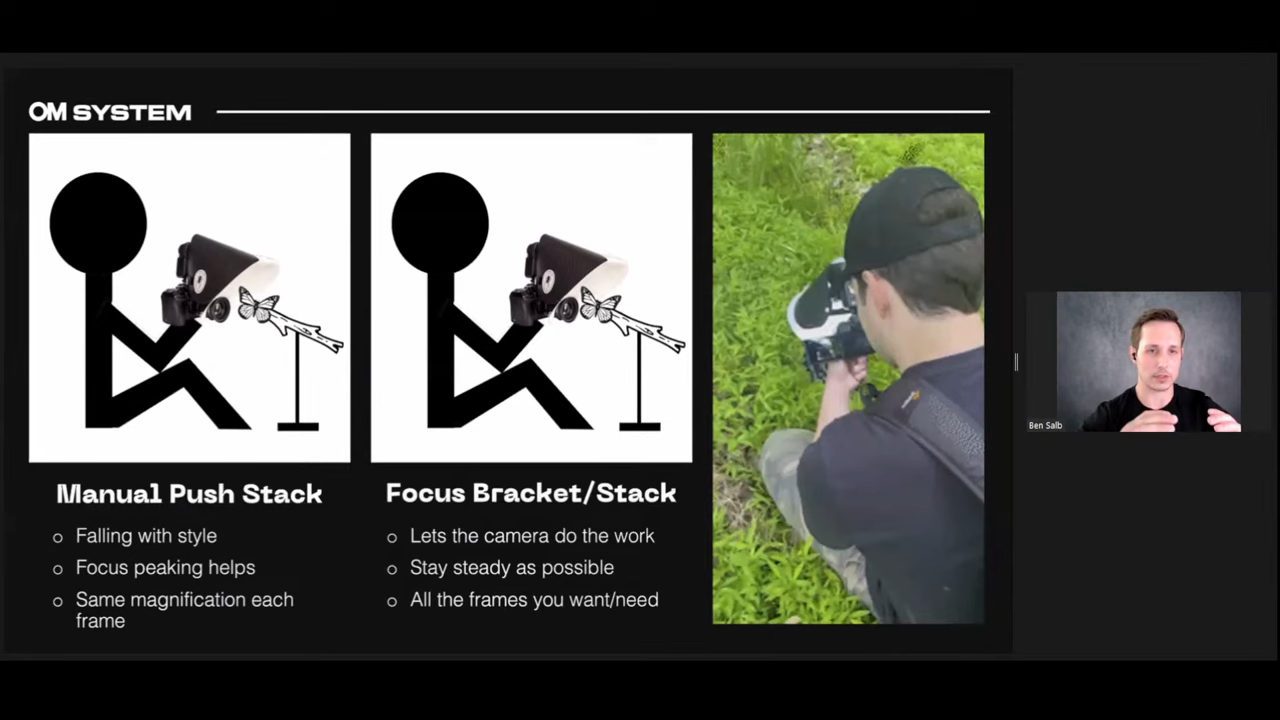 OM SYSTEM
Manual Push Stack
Falling with style
Focus peaking helps
Same magnification each
frame
Focus Bracket/Stack
Lets the camera do the work
Stay steady as possible
All the frames you want/need
Ben Salb